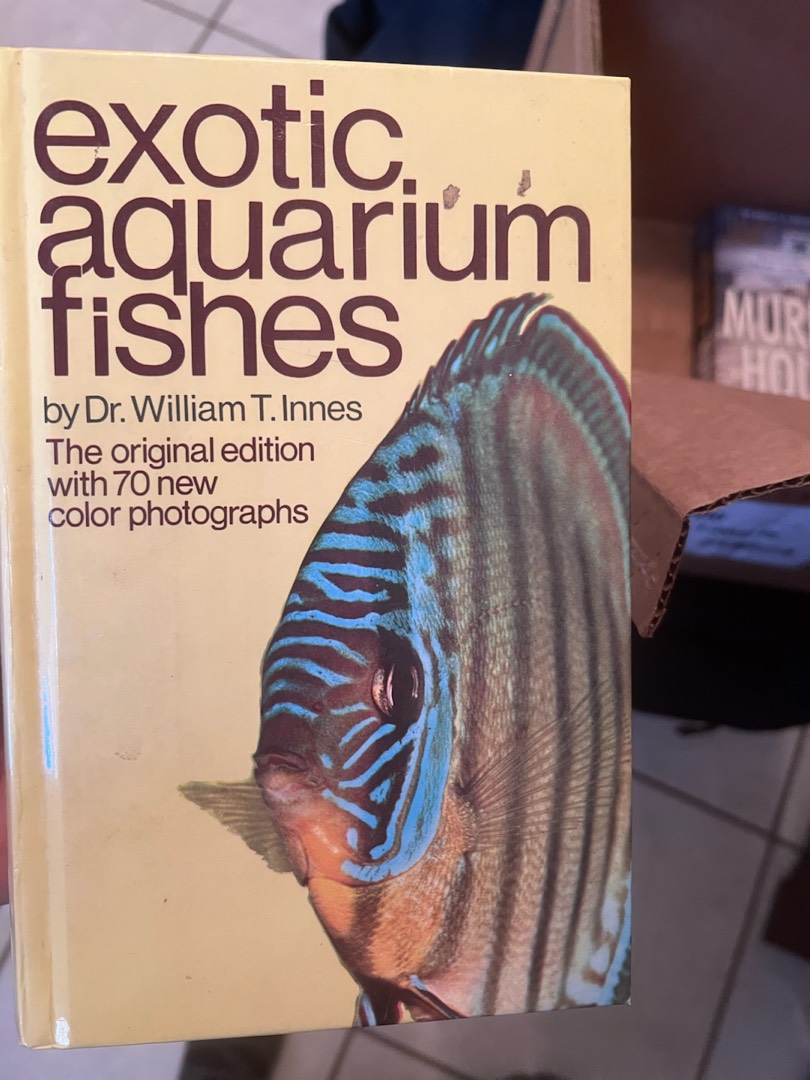 exotic
aquarium
fishes
by Dr. William T. Innes
The original edition
with 70 new
color photographs